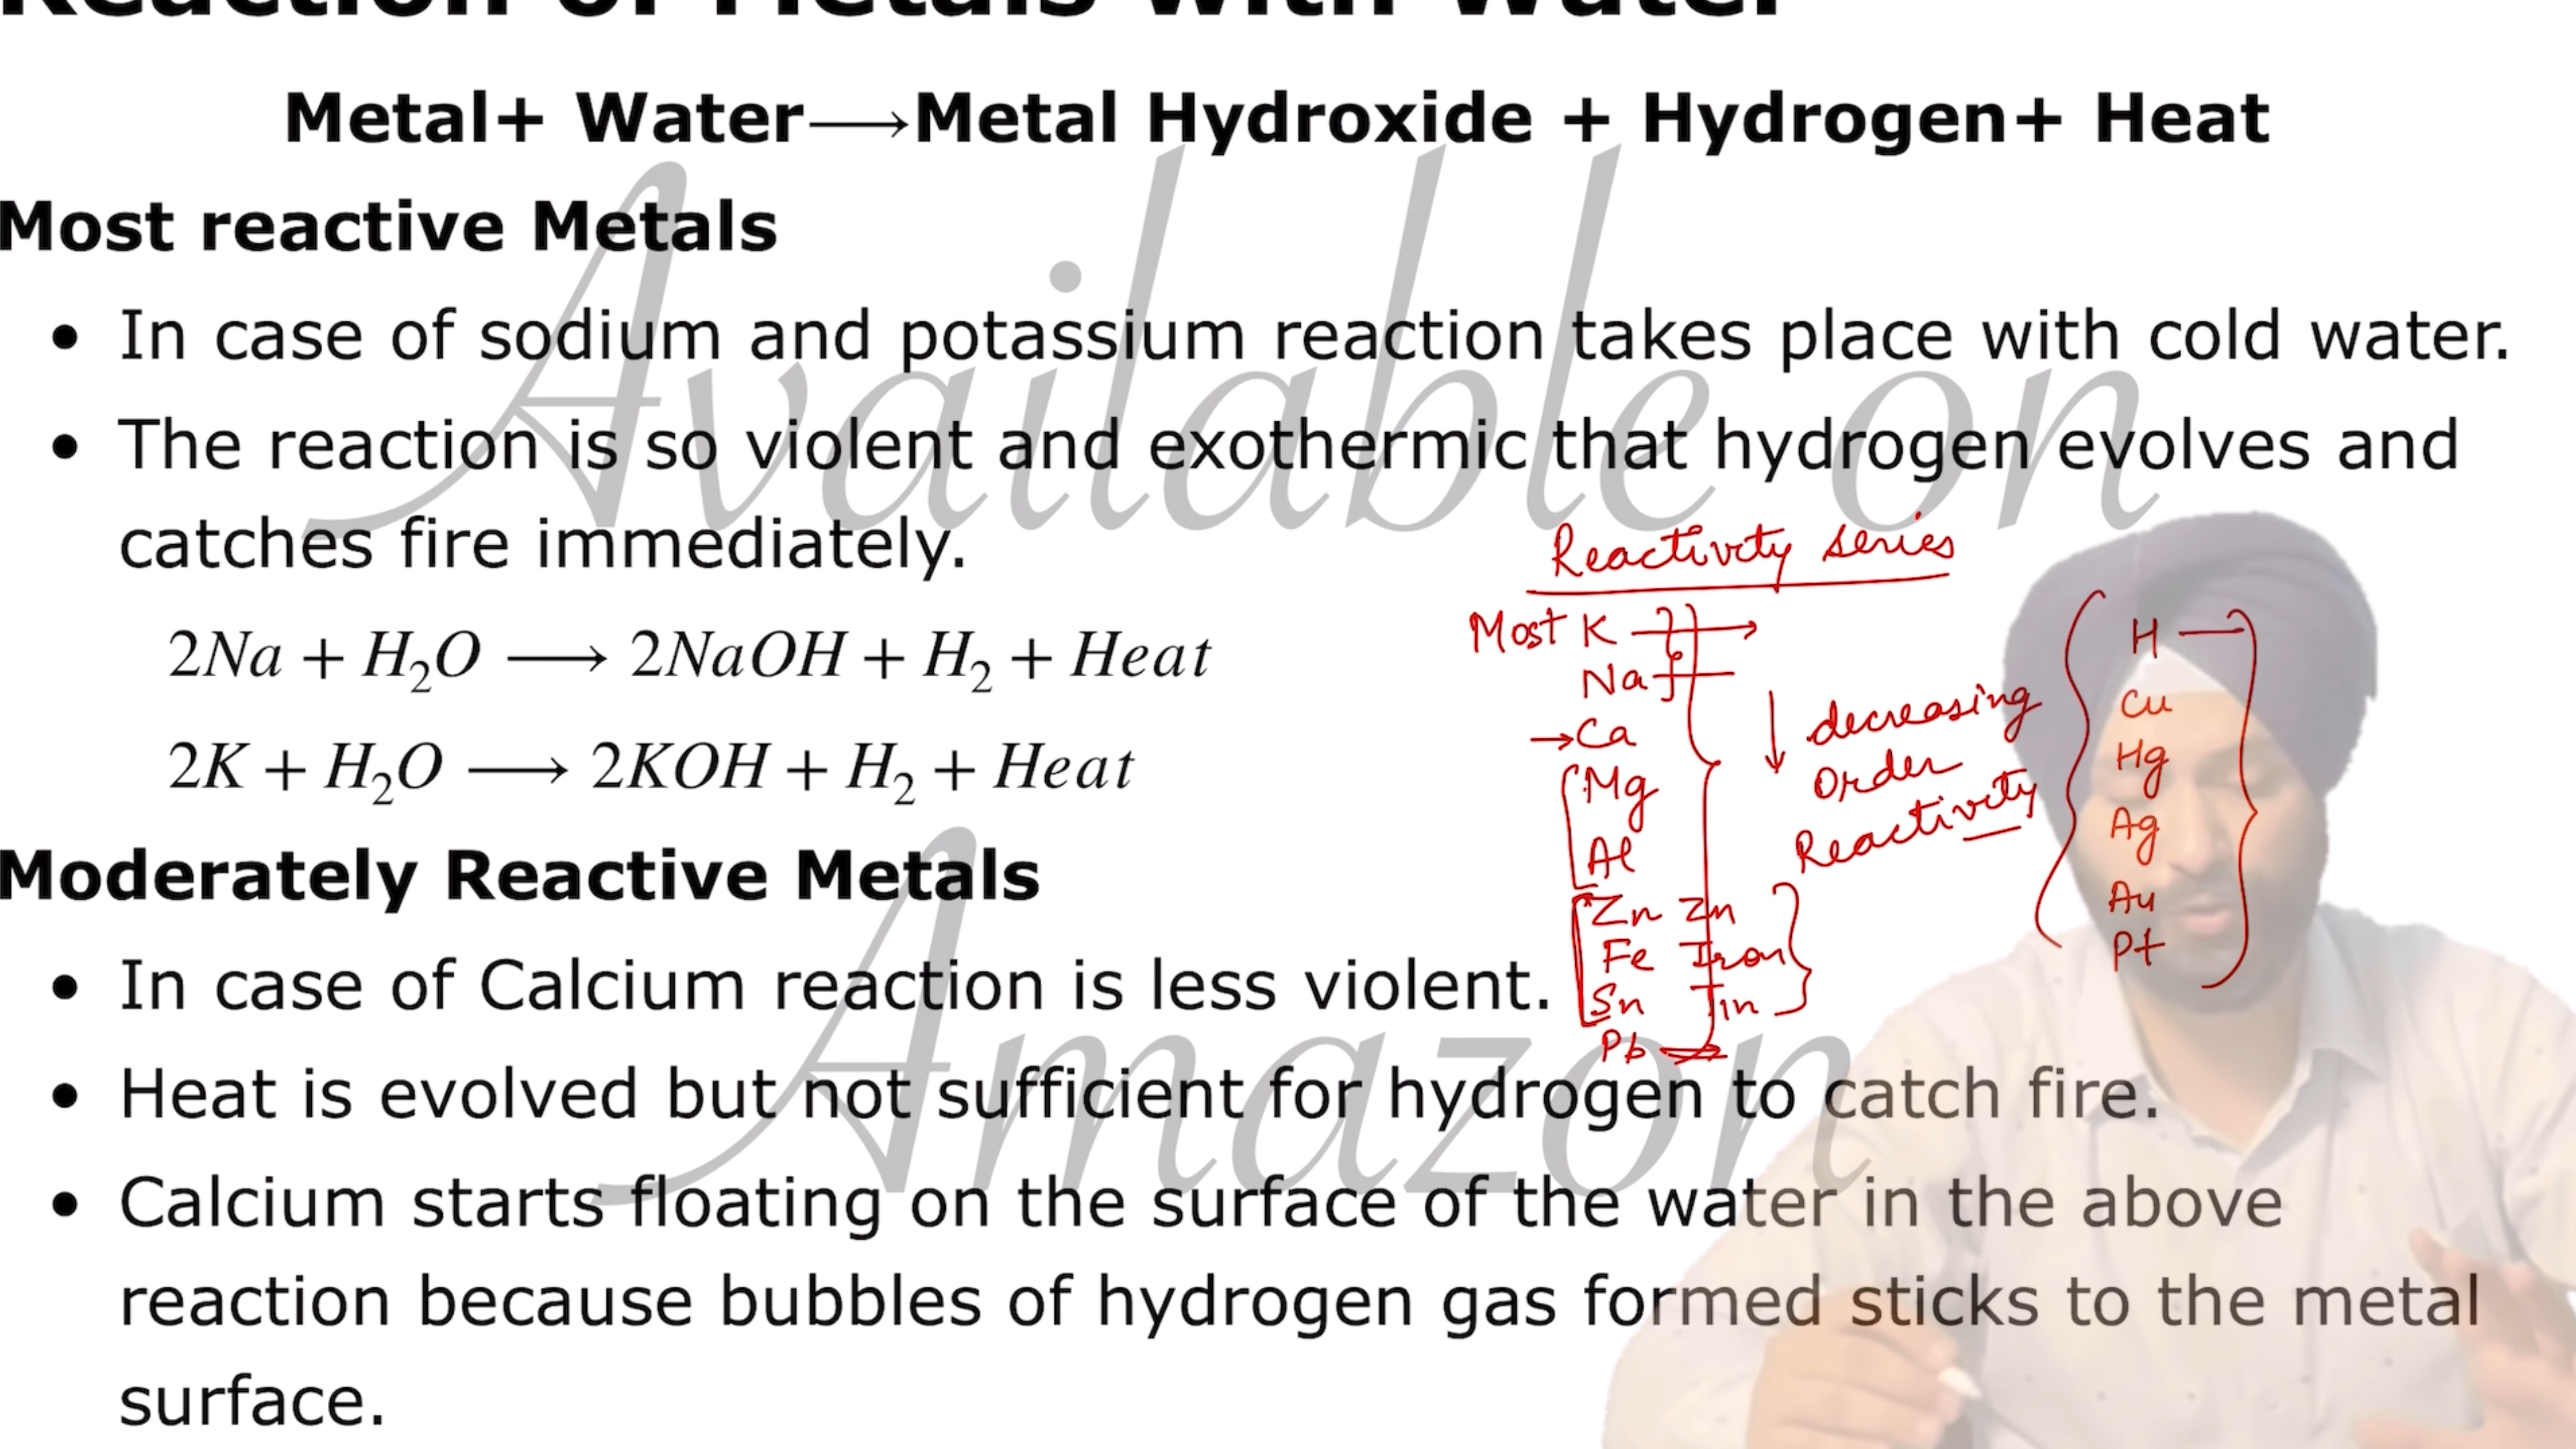 Reaction of Metals with Water
Metal+ Water⟶Metal Hydroxide + Hydrogen+ Heat
Most reactive Metals
• In case of sodium and potassium reaction takes place with cold water.
• The reaction is so violent and exothermic that hydrogen evolves and
catches fire immediately.
2Na + H₂O ⟶ 2NaOH + H₂ + Heat
2K + H₂O ⟶ 2KOH + H₂ + Heat
Moderately Reactive Metals
• In case of Calcium reaction is less violent.
• Heat is evolved but not sufficient for hydrogen to catch fire.
• Calcium starts floating on the surface of the water in the above
reaction because bubbles of hydrogen gas formed sticks to the metal
surface.
Reactivity series
Most K →
Na
→Ca
Mg
Al
Zn Zn
Fe Iron
Sn Tin
Pb
↓ decreasing
Order
Reactivity
H
Cu
Hg
Ag
Au
Pt
Available on
Amazon